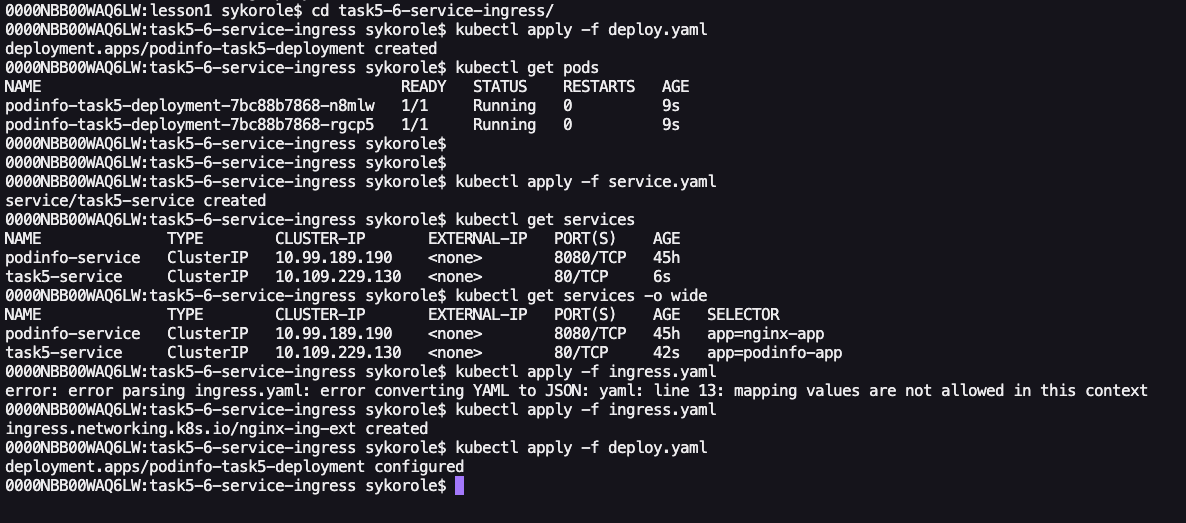 0000NBB00WAQ6LW:lesson1 sykorole$ cd task5-6-service-ingress/
0000NBB00WAQ6LW:task5-6-service-ingress sykorole$ kubectl apply -f deploy.yaml
deployment.apps/podinfo-task5-deployment created
0000NBB00WAQ6LW:task5-6-service-ingress sykorole$ kubectl get pods
NAME READY STATUS RESTARTS AGE
podinfo-task5-deployment-7bc88b7868-n8mlw 1/1 Running 0 9s
podinfo-task5-deployment-7bc88b7868-rgcp5 1/1 Running 0 9s
0000NBB00WAQ6LW:task5-6-service-ingress sykorole$
0000NBB00WAQ6LW:task5-6-service-ingress sykorole$
0000NBB00WAQ6LW:task5-6-service-ingress sykorole$ kubectl apply -f service.yaml
service/task5-service created
0000NBB00WAQ6LW:task5-6-service-ingress sykorole$ kubectl get services
NAME TYPE CLUSTER-IP EXTERNAL-IP PORT(S) AGE
podinfo-service ClusterIP 10.99.189.190 <none> 8080/TCP 45h
task5-service ClusterIP 10.109.229.130 <none> 80/TCP 6s
0000NBB00WAQ6LW:task5-6-service-ingress sykorole$ kubectl get services -o wide
NAME TYPE CLUSTER-IP EXTERNAL-IP PORT(S) AGE SELECTOR
podinfo-service ClusterIP 10.99.189.190 <none> 8080/TCP 45h app=nginx-app
task5-service ClusterIP 10.109.229.130 <none> 80/TCP 42s app=podinfo-app
0000NBB00WAQ6LW:task5-6-service-ingress sykorole$ kubectl apply -f ingress.yaml
error: error parsing ingress.yaml: error converting YAML to JSON: yaml: line 13: mapping values are not allowed in this context
0000NBB00WAQ6LW:task5-6-service-ingress sykorole$ kubectl apply -f ingress.yaml
ingress.networking.k8s.io/nginx-ing-ext created
0000NBB00WAQ6LW:task5-6-service-ingress sykorole$ kubectl apply -f deploy.yaml
deployment.apps/podinfo-task5-deployment configured
0000NBB00WAQ6LW:task5-6-service-ingress sykorole$